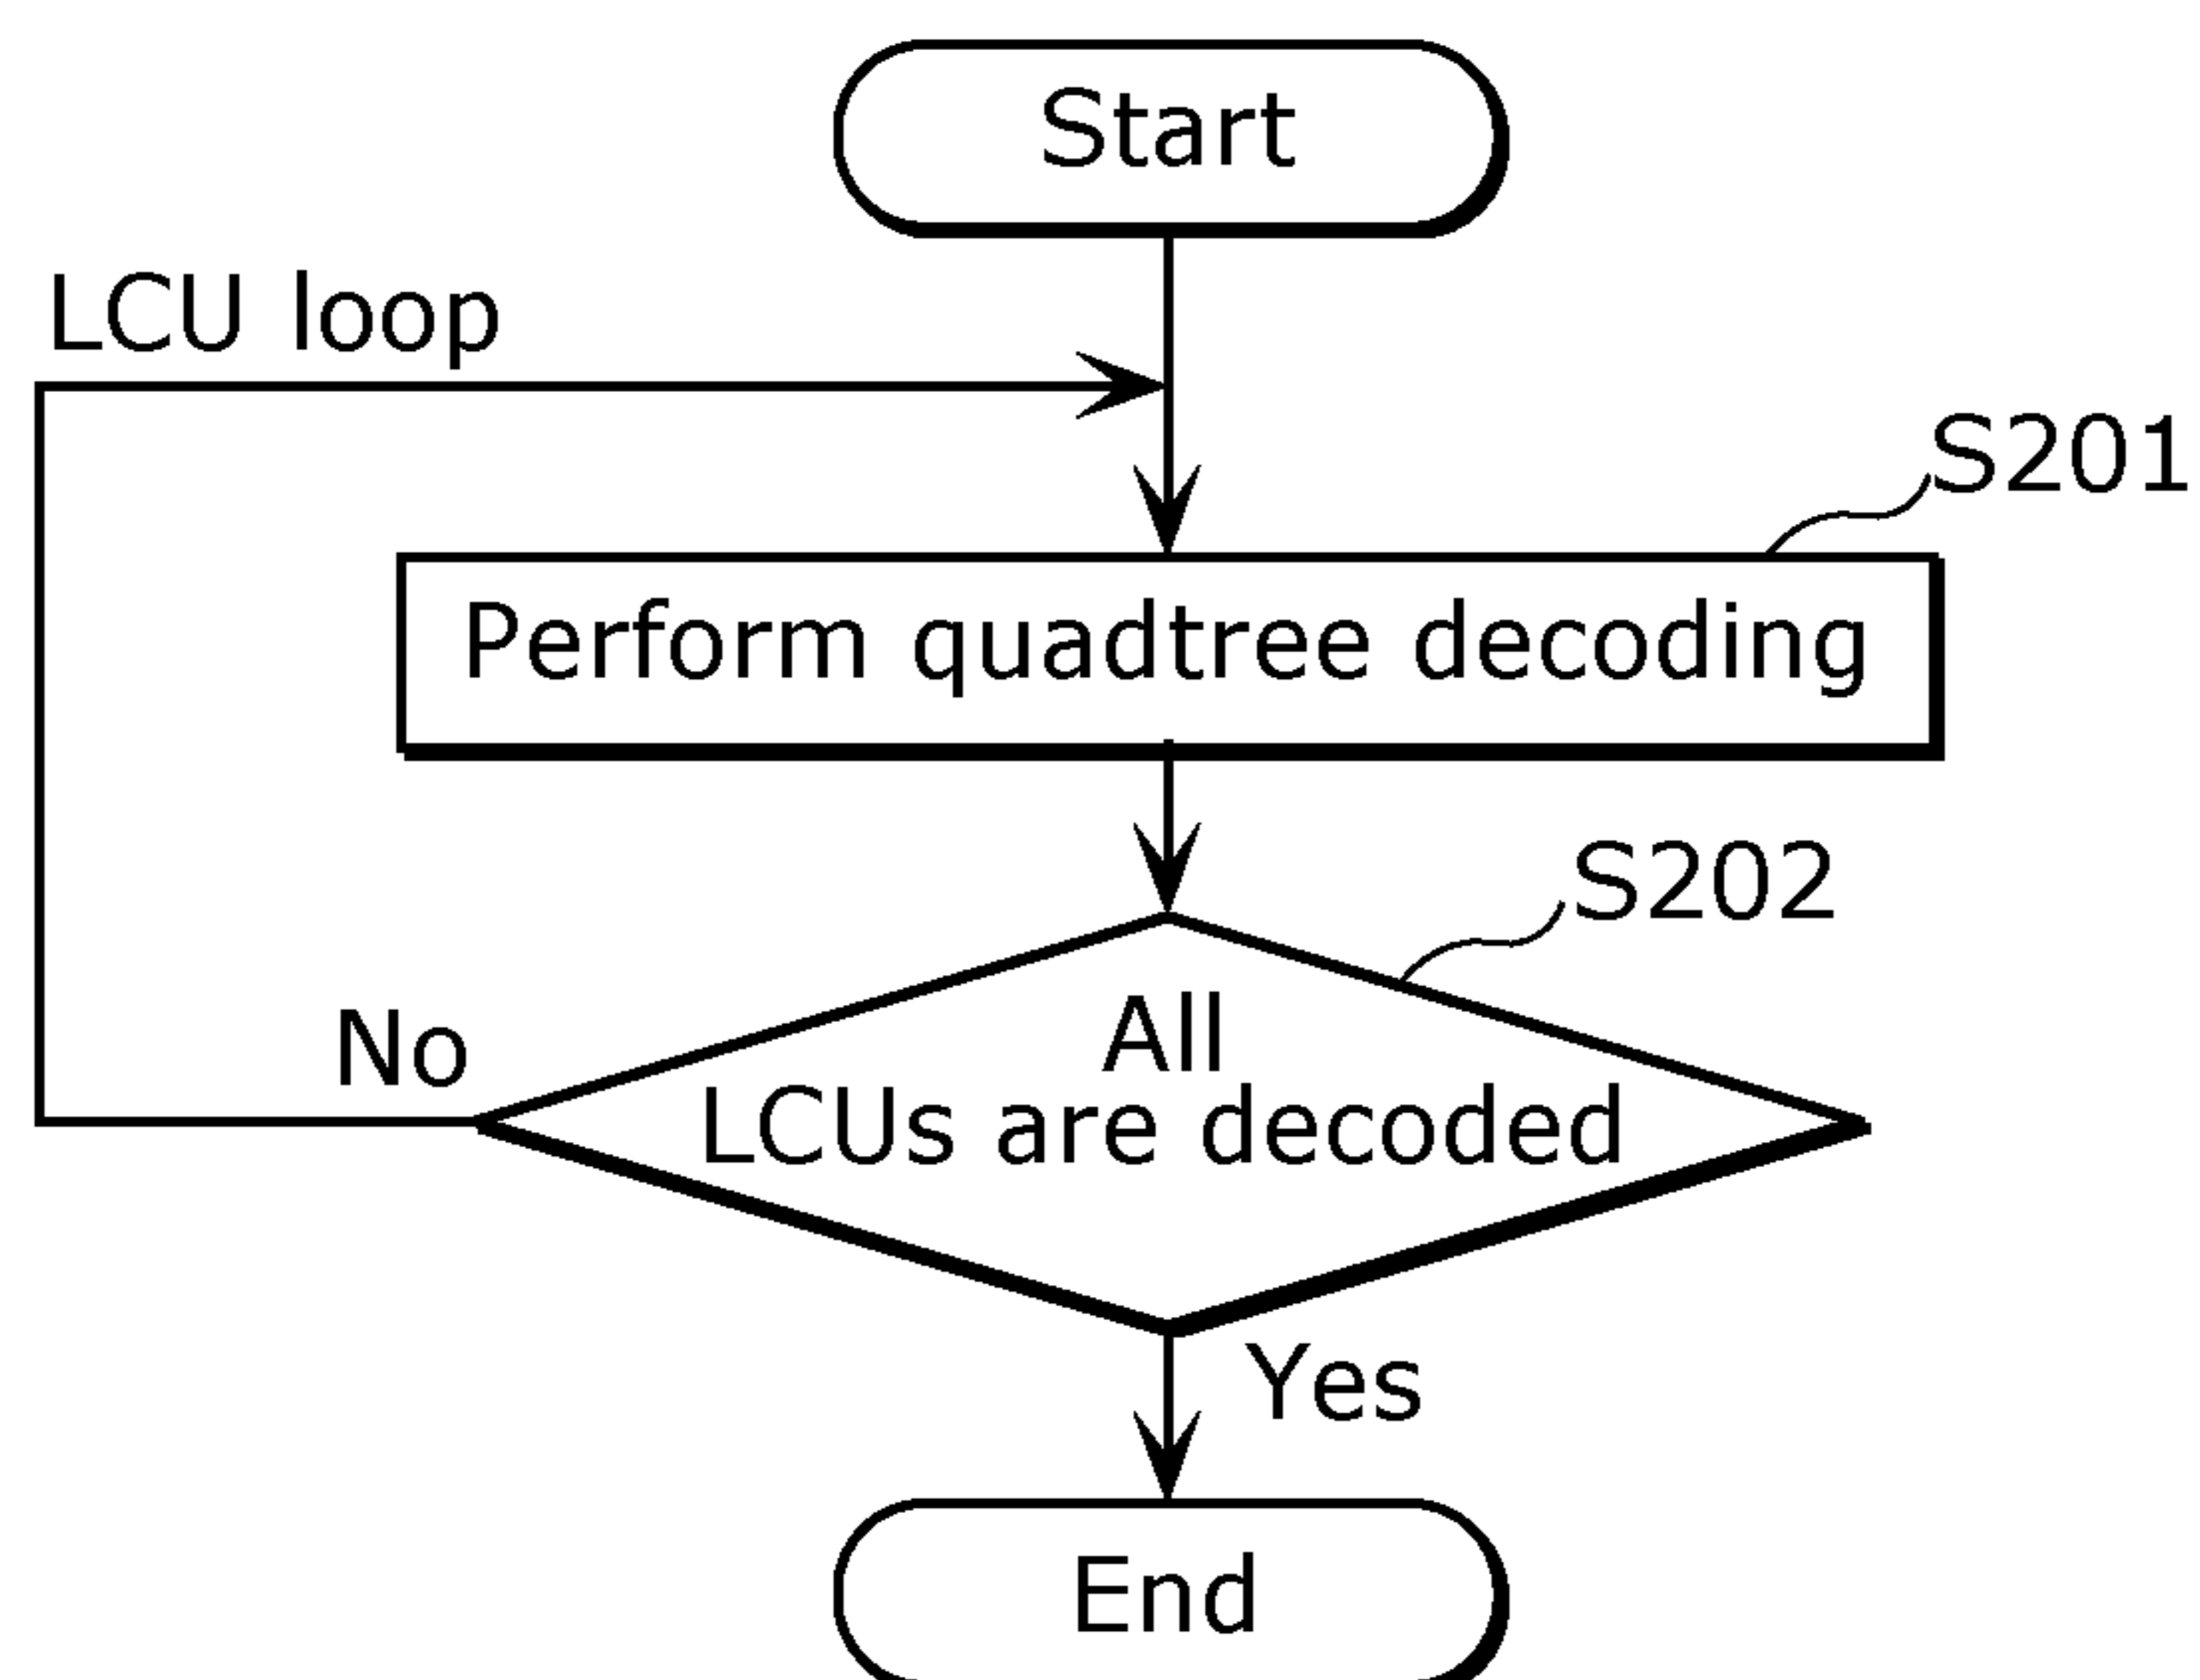 Start
LCU loop
S201
Perform quadtree decoding
S202
No
All
LCUs are decoded
Yes
End